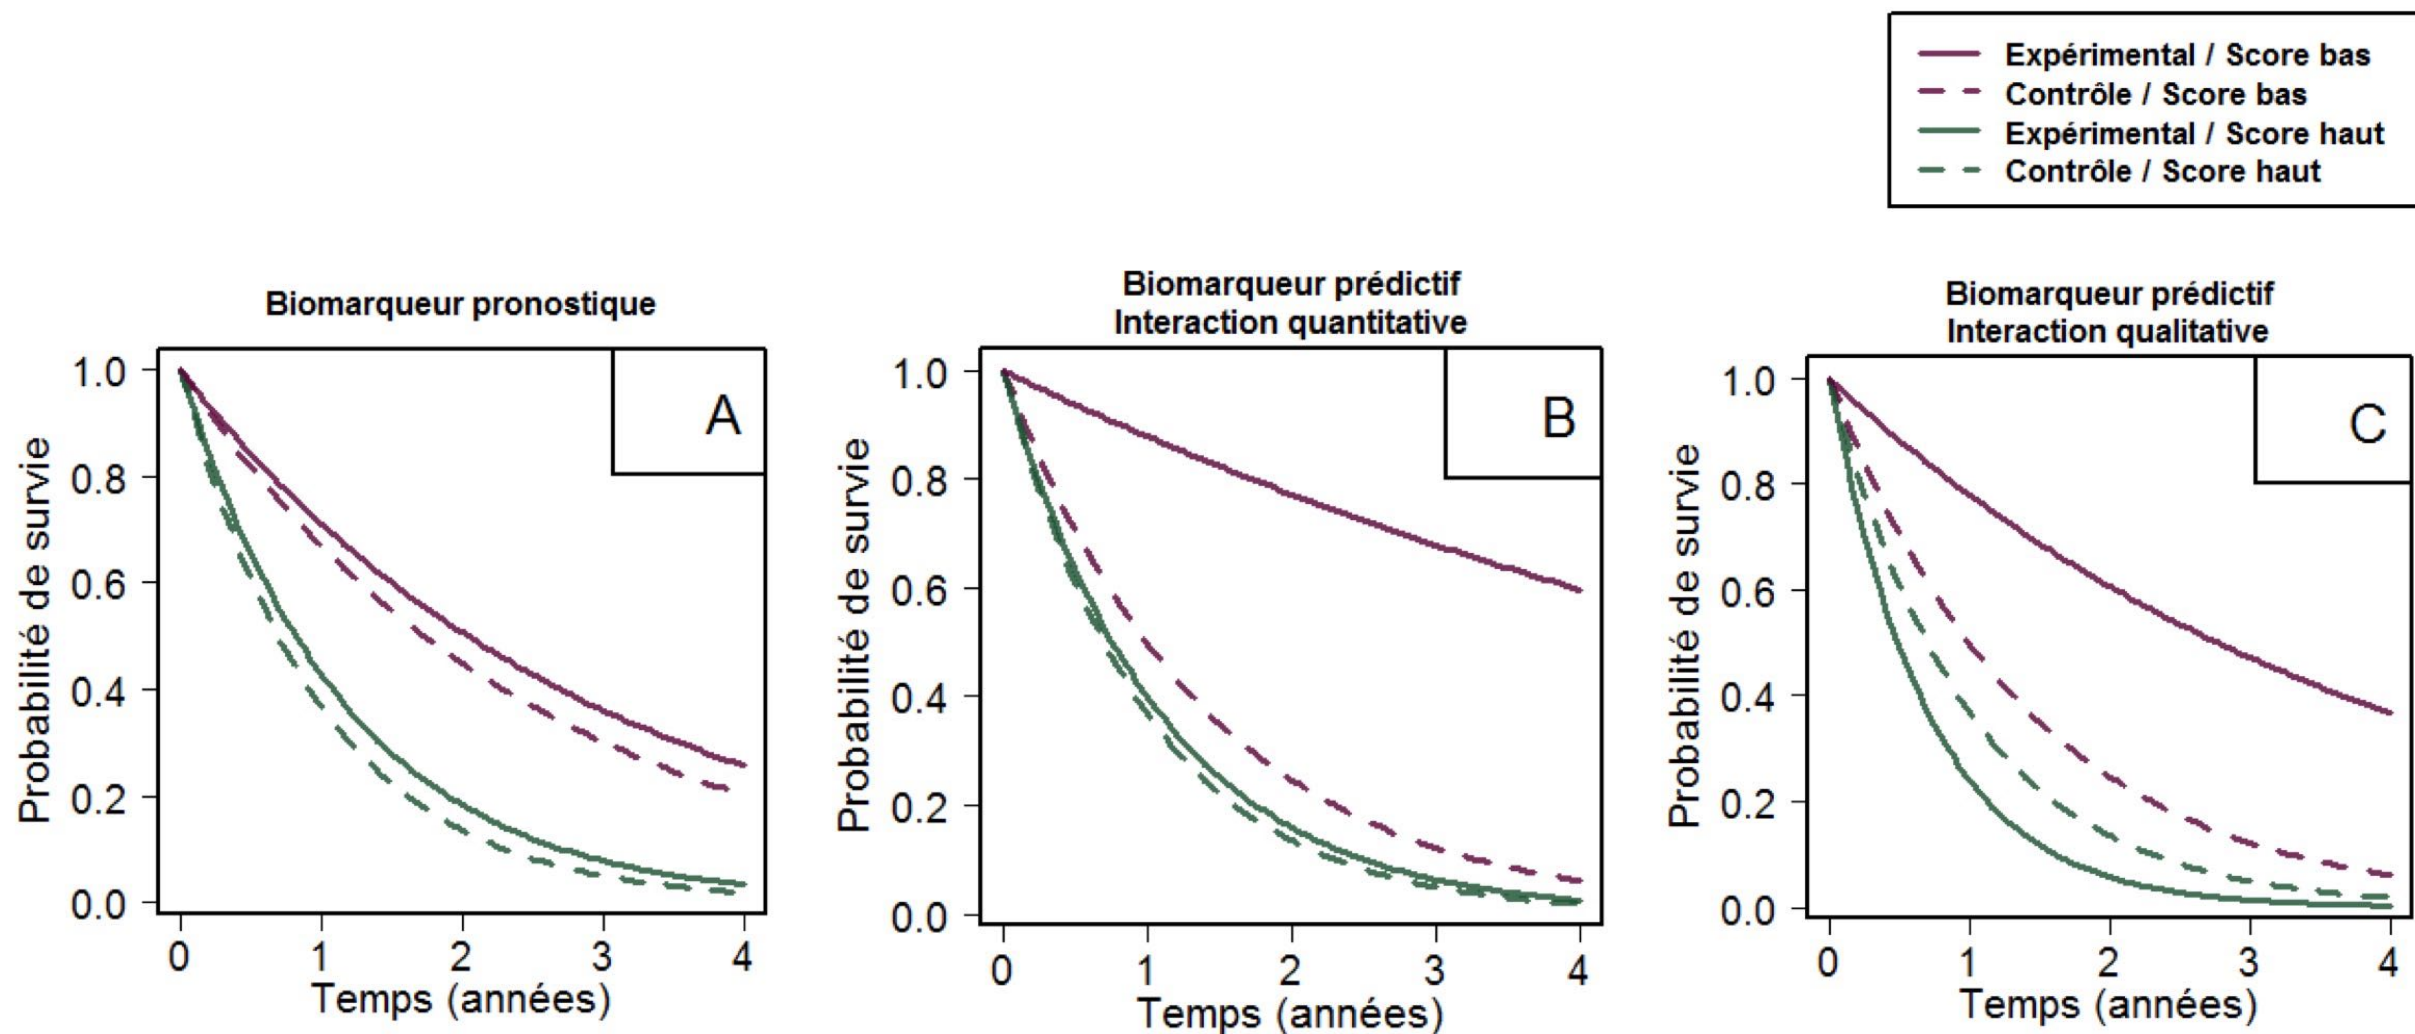 Expérimental / Score bas
Contrôle / Score bas
Expérimental / Score haut
Contrôle / Score haut
Biomarqueur pronostique
A
Probabilité de survie
1.0
0.8
0.6
0.4
0.2
0.0
0 1 2 3 4
Temps (années)
Biomarqueur prédictif
Interaction quantitative
B
Probabilité de survie
1.0
0.8
0.6
0.4
0.2
0.0
0 1 2 3 4
Temps (années)
Biomarqueur prédictif
Interaction qualitative
C
Probabilité de survie
1.0
0.8
0.6
0.4
0.2
0.0
0 1 2 3 4
Temps (années)